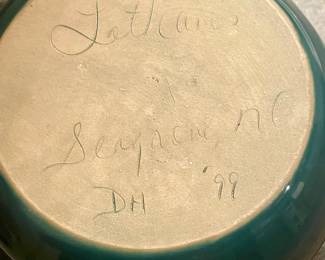 Latham's
Seagrove, NC
DH '99